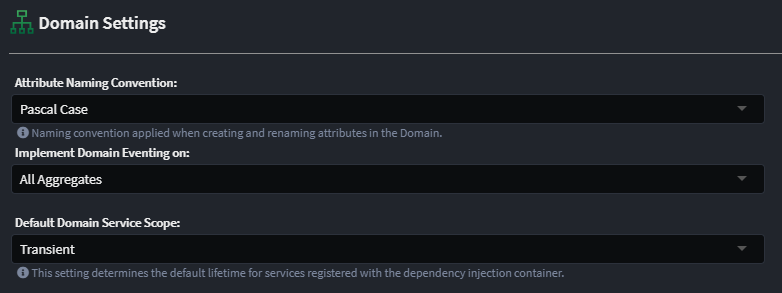 Domain Settings
Attribute Naming Convention:
Pascal Case
Naming convention applied when creating and renaming attributes in the Domain.
Implement Domain Eventing on:
All Aggregates
Default Domain Service Scope:
Transient
This setting determines the default lifetime for services registered with the dependency injection container.